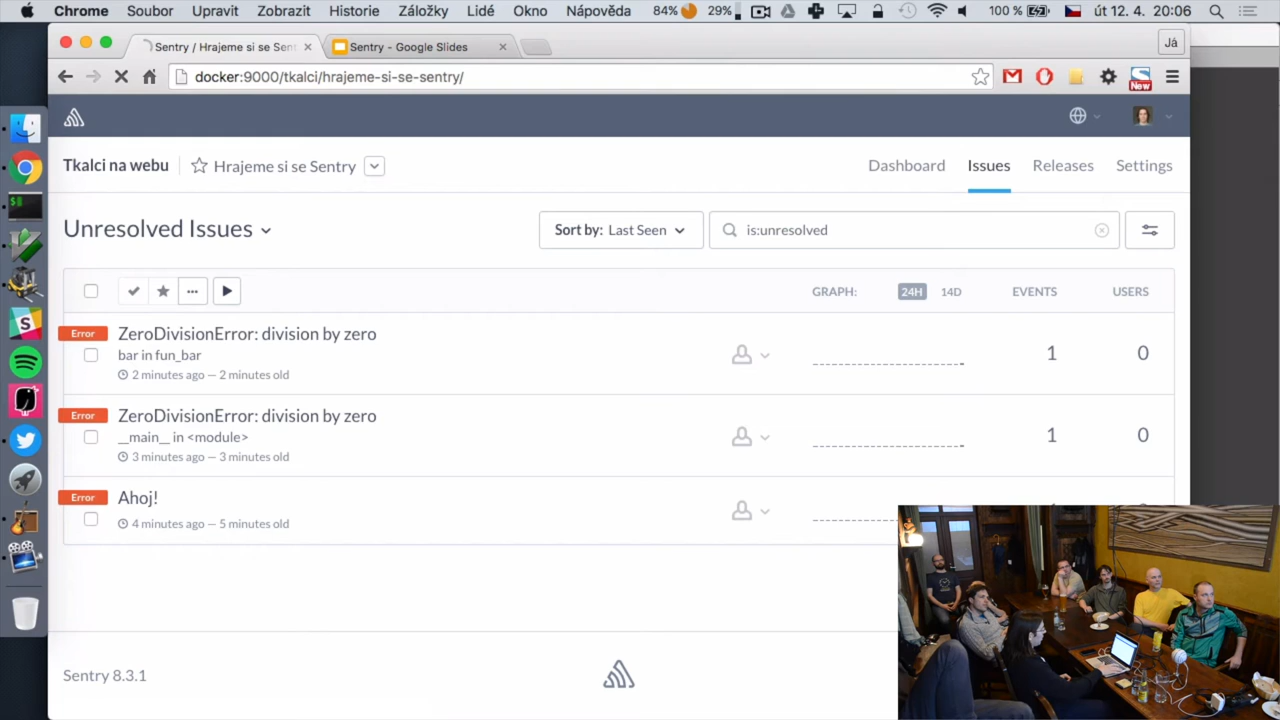 Chrome Soubor Upravit Zobrazit Historie Záložky Lidé Okno Nápověda 84% 29% 100 % út 12. 4. 20:06
Sentry / Hrajeme si se Sent Sentry - Google Slides Já
docker:9000/tkalci/hrajeme-si-se-sentry/
New
Tkalci na webu Hrajeme si se Sentry Dashboard Issues Releases Settings
Unresolved Issues Sort by: Last Seen is:unresolved
GRAPH: 24H 14D EVENTS USERS
Error ZeroDivisionError: division by zero
bar in fun_bar 1 0
2 minutes ago — 2 minutes old
Error ZeroDivisionError: division by zero
__main__ in <module> 1 0
3 minutes ago — 3 minutes old
Error Ahoj!
4 minutes ago — 5 minutes old
Sentry 8.3.1